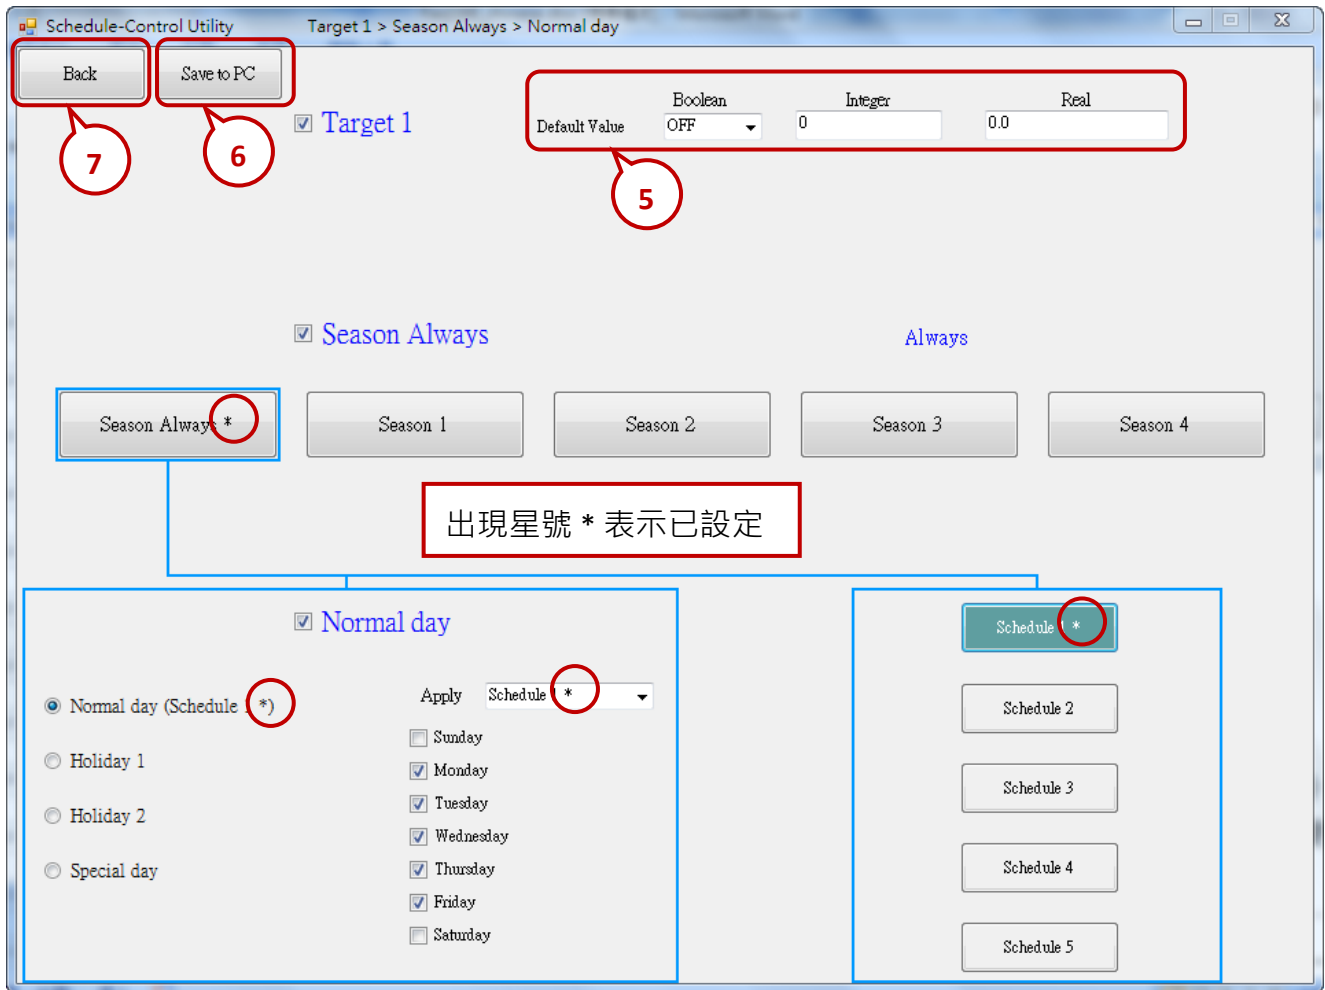 Schedule-Control Utility Target 1 > Season Always > Normal day
Back Save to PC
7 6
Target 1
Boolean Integer Real
Default Value OFF 0 0.0
5
Season Always Always
Season Always * Season 1 Season 2 Season 3 Season 4
出現星號 * 表示已設定
Normal day
Normal day (Schedule 1 *)
Holiday 1
Holiday 2
Special day
Apply Schedule 1 *
Sunday
Monday
Tuesday
Wednesday
Thursday
Friday
Saturday
Schedule 1 *
Schedule 2
Schedule 3
Schedule 4
Schedule 5